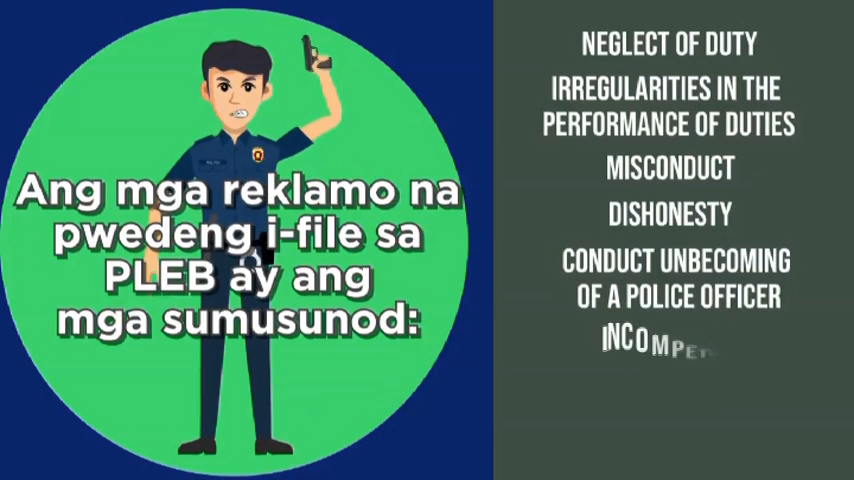 Ang mga reklamo na
pwedeng i-file sa
PLEB ay ang
mga sumusunod:
NEGLECT OF DUTY
IRREGULARITIES IN THE
PERFORMANCE OF DUTIES
MISCONDUCT
DISHONESTY
CONDUCT UNBECOMING
OF A POLICE OFFICER